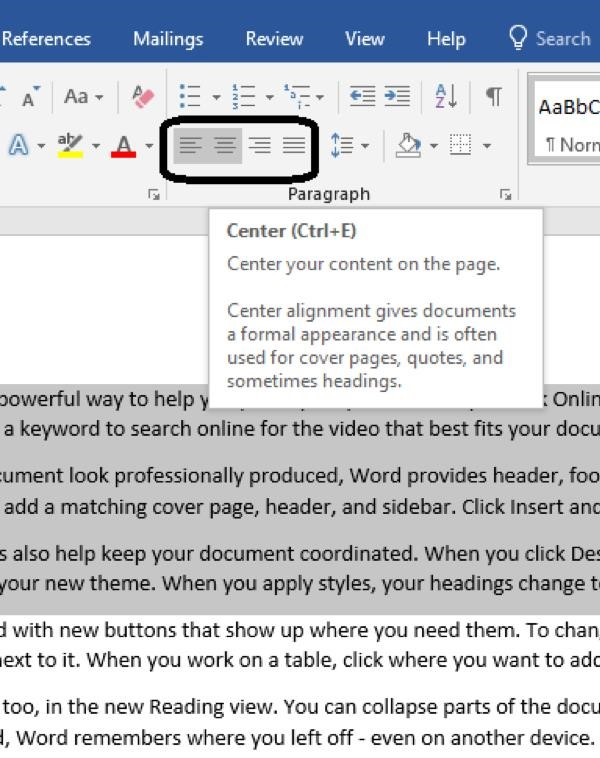 References Mailings Review View Help Search
A Aa A AaBbC
A aby A ¶ Norn
Paragraph
Center (Ctrl+E)
Center your content on the page.
Center alignment gives documents
a formal appearance and is often
used for cover pages, quotes, and
sometimes headings.
powerful way to help y Onlin
a keyword to search online for the video that best fits your docu
cument look professionally produced, Word provides header, foo
add a matching cover page, header, and sidebar. Click Insert and
s also help keep your document coordinated. When you click Des
your new theme. When you apply styles, your headings change to
d with new buttons that show up where you need them. To chan
next to it. When you work on a table, click where you want to add
too, in the new Reading view. You can collapse parts of the docu
d, Word remembers where you left off - even on another device.